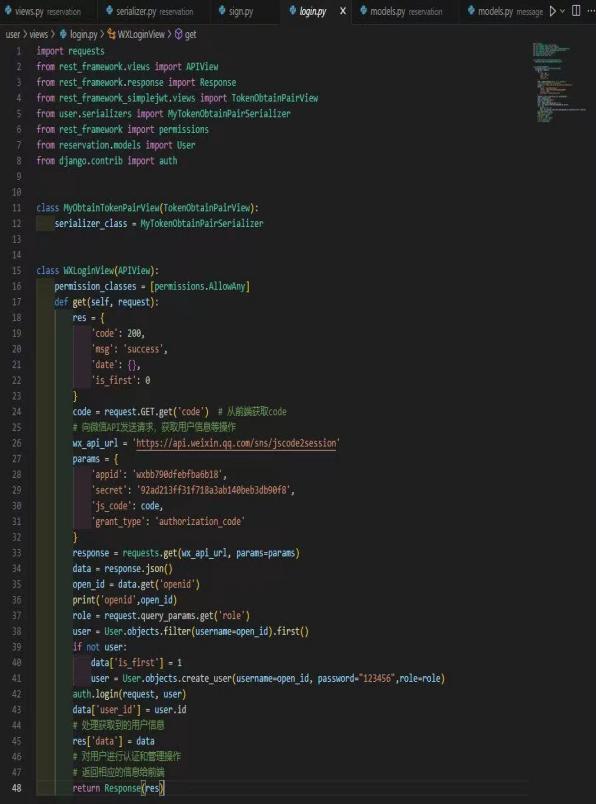 views.py reservation serializer.py reservation sign.py login.py X models.py reservation models.py message
user > views > login.py > WXLoginView > get
1 import requests
2 from rest_framework.views import APIView
3 from rest_framework.response import Response
4 from rest_framework_simplejwt.views import TokenObtainPairView
5 from user.serializers import MyTokenObtainPairSerializer
6 from rest_framework import permissions
7 from reservation.models import User
8 from django.contrib import auth
9
10
11 class MyObtainTokenPairView(TokenObtainPairView):
12     serializer_class = MyTokenObtainPairSerializer
13
14
15 class WXLoginView(APIView):
16     permission_classes = [permissions.AllowAny]
17     def get(self, request):
18         res = {
19             'code': 200,
20             'msg': 'success',
21             'date': {},
22             'is_first': 0
23         }
24         code = request.GET.get('code')  # 从前端获取code
25         # 向微信API发送请求，获取用户信息等操作
26         wx_api_url = 'https://api.weixin.qq.com/sns/jscode2session'
27         params = {
28             'appid': 'wxbb790dfebfba6b18',
29             'secret': '92ad213ff31f718a3ab140beb3db90f8',
30             'js_code': code,
31             'grant_type': 'authorization_code'
32         }
33         response = requests.get(wx_api_url, params=params)
34         data = response.json()
35         open_id = data.get('openid')
36         print('openid',open_id)
37         role = request.query_params.get('role')
38         user = User.objects.filter(username=open_id).first()
39         if not user:
40             data['is_first'] = 1
41             user = User.objects.create_user(username=open_id, password="123456",role=role)
42         auth.login(request, user)
43         data['user_id'] = user.id
44         # 处理获取到的用户信息
45         res['data'] = data
46         # 对用户进行认证和管理操作
47         # 返回相应的信息给前端
48         return Response(res)